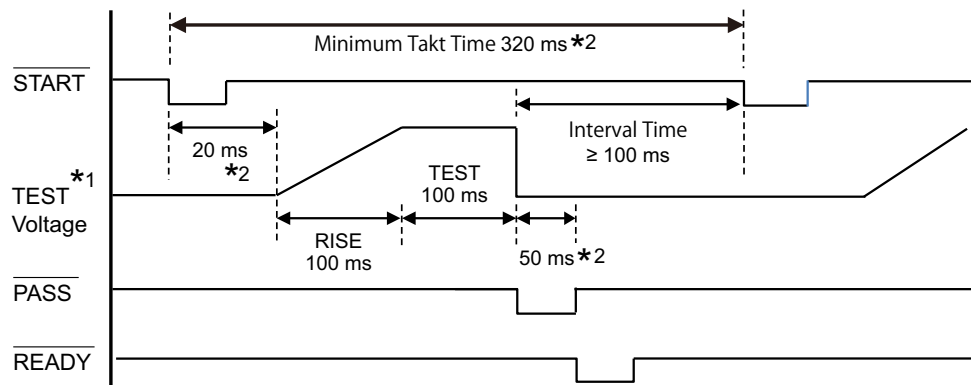 Minimum Takt Time 320 ms*2
START
20 ms
*2
Interval Time
≥ 100 ms
TEST
100 ms
TEST*1
Voltage
RISE
100 ms
50 ms*2
PASS
READY